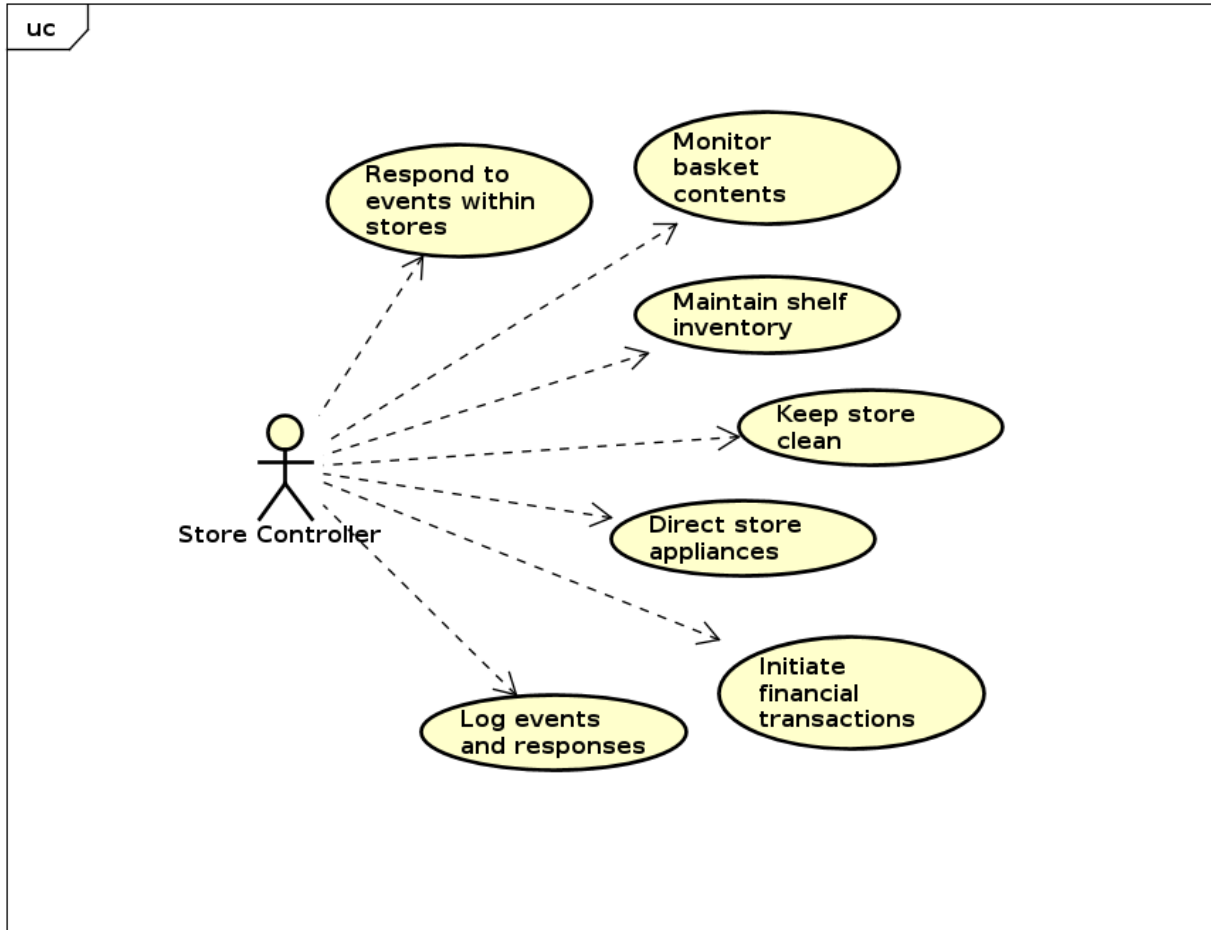 uc
Respond to
events within
stores
Monitor
basket
contents
Maintain shelf
inventory
Keep store
clean
Store Controller
Direct store
appliances
Initiate
financial
transactions
Log events
and responses